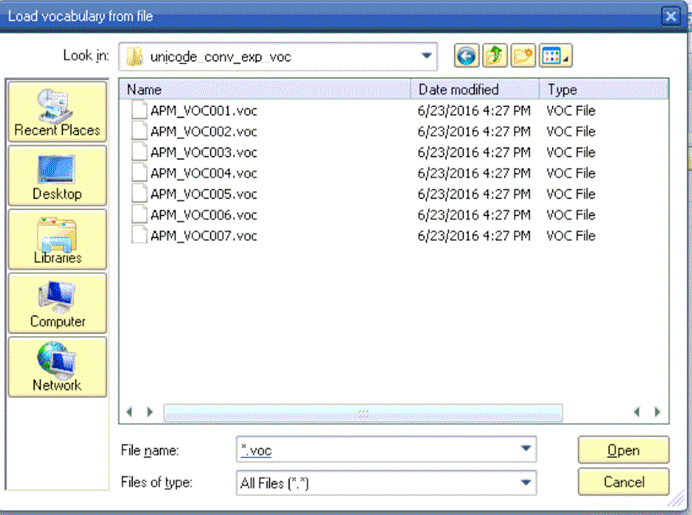 Load vocabulary from file
Look in: unicode_conv_exp_voc
Name Date modified Type
APM_VOC001.voc 6/23/2016 4:27 PM VOC File
APM_VOC002.voc 6/23/2016 4:27 PM VOC File
APM_VOC003.voc 6/23/2016 4:27 PM VOC File
APM_VOC004.voc 6/23/2016 4:27 PM VOC File
APM_VOC005.voc 6/23/2016 4:27 PM VOC File
APM_VOC006.voc 6/23/2016 4:27 PM VOC File
APM_VOC007.voc 6/23/2016 4:27 PM VOC File
Recent Places
Desktop
Libraries
Computer
Network
File name: *.voc Open
Files of type: All Files (*.*) Cancel